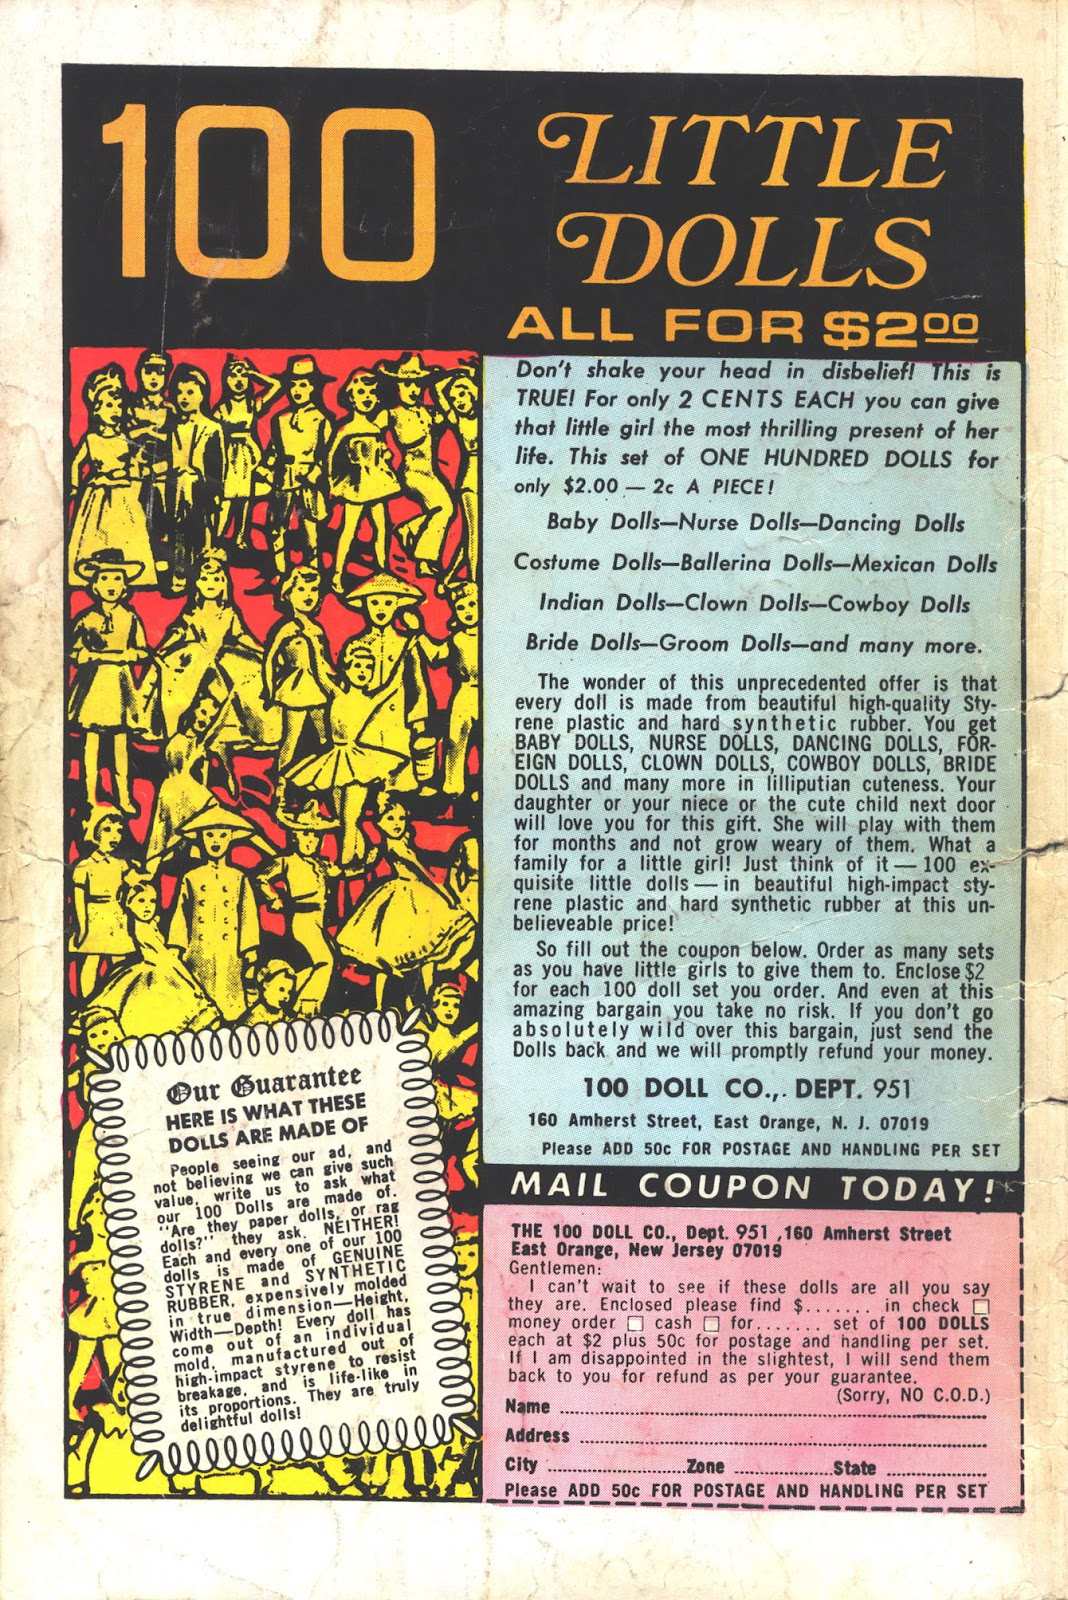 100
LITTLE
DOLLS
ALL FOR $2.00
Don't shake your head in disbelief! This is
TRUE! For only 2 CENTS EACH you can give
that little girl the most thrilling present of her
life. This set of ONE HUNDRED DOLLS for
only $2.00 — 2c A PIECE!
Baby Dolls—Nurse Dolls—Dancing Dolls
Costume Dolls—Ballerina Dolls—Mexican Dolls
Indian Dolls—Clown Dolls—Cowboy Dolls
Bride Dolls—Groom Dolls—and many more.
The wonder of this unprecedented offer is that
every doll is made from beautiful high-quality Sty-
rene plastic and hard synthetic rubber. You get
BABY DOLLS, NURSE DOLLS, DANCING DOLLS, FOR-
EIGN DOLLS, CLOWN DOLLS, COWBOY DOLLS, BRIDE
DOLLS and many more in lilliputian cuteness. Your
daughter or your niece or the cute child next door
will love you for this gift. She will play with them
for months and not grow weary of them. What a
family for a little girl! Just think of it — 100 ex-
quisite little dolls — in beautiful high-impact sty-
rene plastic and hard synthetic rubber at this un-
believeable price!
So fill out the coupon below. Order as many sets
as you have little girls to give them to. Enclose $2
for each 100 doll set you order. And even at this
amazing bargain you take no risk. If you don't go
absolutely wild over this bargain, just send the
Dolls back and we will promptly refund your money.
100 DOLL CO.,. DEPT. 951
160 Amherst Street, East Orange, N. J. 07019
Please ADD 50c FOR POSTAGE AND HANDLING PER SET
Our Guarantee
HERE IS WHAT THESE
DOLLS ARE MADE OF
People seeing our ad, and
not believing we can give such
value, write us to ask what
our 100 Dolls are made of.
"Are they paper dolls, or rag
dolls?" they ask. NEITHER!
Each and every one of our 100
dolls is made of GENUINE
STYRENE and SYNTHETIC
RUBBER, expensively molded
in true dimension—Height,
Width—Depth! Every doll has
come out of an individual
mold, manufactured out of
high-impact styrene to resist
breakage, and is life-like in
its proportions. They are truly
delightful dolls!
MAIL COUPON TODAY!
THE 100 DOLL CO., Dept. 951 ,160 Amherst Street
East Orange, New Jersey 07019
Gentlemen:
I can't wait to see if these dolls are all you say
they are. Enclosed please find $....... in check
money order cash for....... set of 100 DOLLS
each at $2 plus 50c for postage and handling per set.
If I am disappointed in the slightest, I will send them
back to you for refund as per your guarantee.
(Sorry, NO C.O.D.)
Name
Address
City Zone State
Please ADD 50c FOR POSTAGE AND HANDLING PER SET